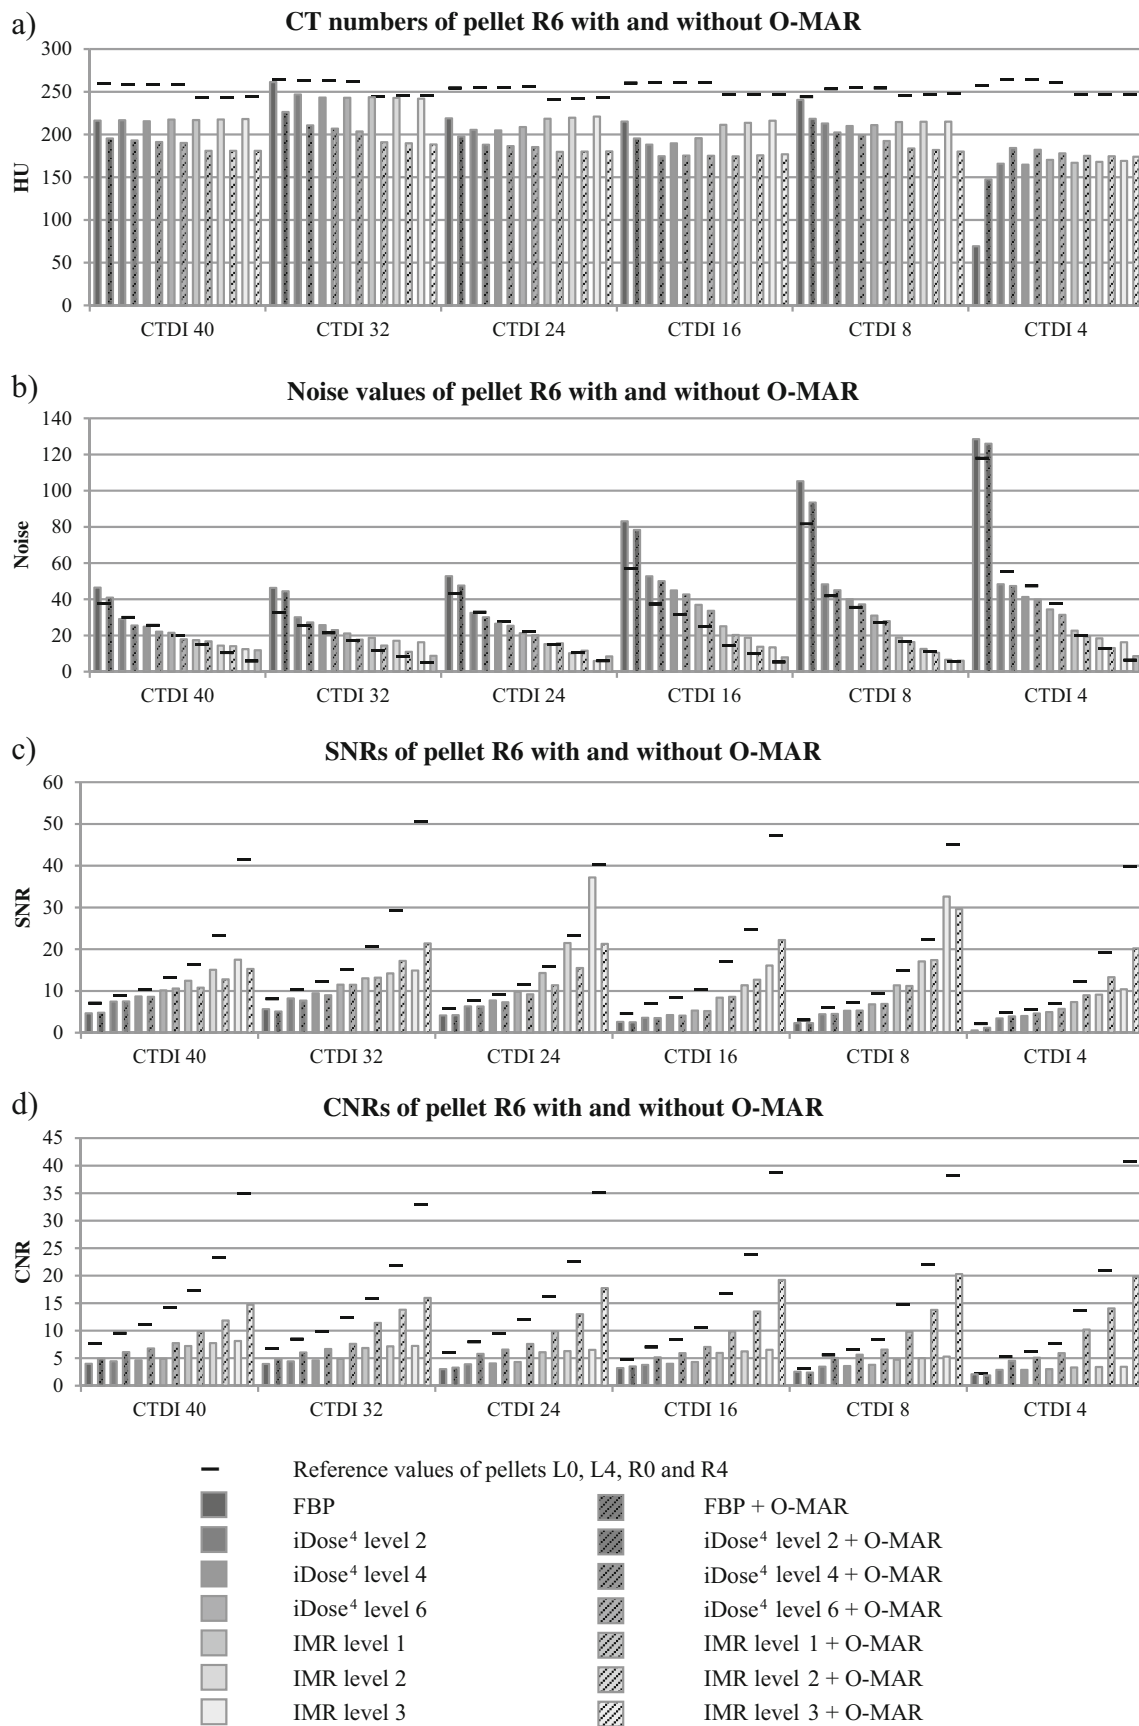 a)
CT numbers of pellet R6 with and without O-MAR
300
250
200
150
100
50
0
HU
CTDI 40 CTDI 32 CTDI 24 CTDI 16 CTDI 8 CTDI 4
b)
Noise values of pellet R6 with and without O-MAR
140
120
100
80
60
40
20
0
Noise
CTDI 40 CTDI 32 CTDI 24 CTDI 16 CTDI 8 CTDI 4
c)
SNRs of pellet R6 with and without O-MAR
60
50
40
30
20
10
0
SNR
CTDI 40 CTDI 32 CTDI 24 CTDI 16 CTDI 8 CTDI 4
d)
CNRs of pellet R6 with and without O-MAR
45
40
35
30
25
20
15
10
5
0
CNR
CTDI 40 CTDI 32 CTDI 24 CTDI 16 CTDI 8 CTDI 4
Reference values of pellets L0, L4, R0 and R4
FBP FBP + O-MAR
iDose⁴ level 2 iDose⁴ level 2 + O-MAR
iDose⁴ level 4 iDose⁴ level 4 + O-MAR
iDose⁴ level 6 iDose⁴ level 6 + O-MAR
IMR level 1 IMR level 1 + O-MAR
IMR level 2 IMR level 2 + O-MAR
IMR level 3 IMR level 3 + O-MAR